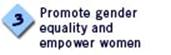 3
Promote gender
equality and
empower women